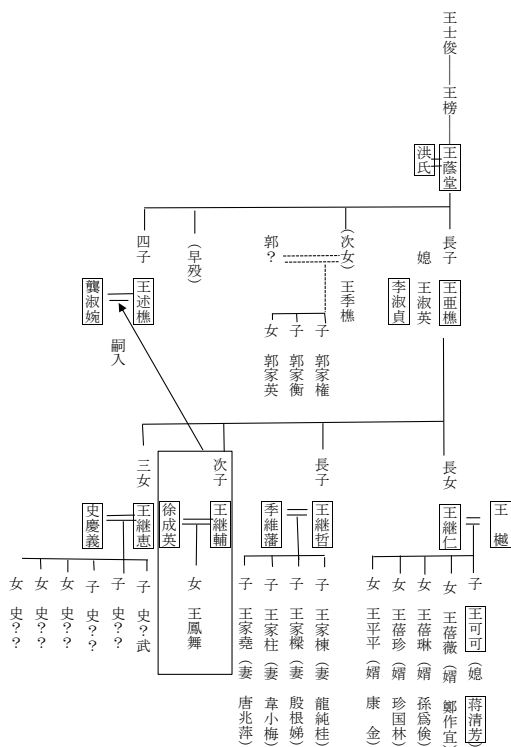 王士俊
王榜
王蔭堂
洪氏
長子 王亜樵
媳 王淑英
李淑貞
(次女) 王季樵
郭?
子 郭家権
子 郭家衡
女 郭家英
(早殁)
四子 王述樵
龔淑婉
嗣入
長女 王継仁
王樾
子 王可可 (媳 蒋清芳)
女 王蓓薇 (婿 鄭作宜
女 王蓓琳 (婿 孫爲倹)
女 王蓓珍 (婿 珍国林)
女 王平平 (婿 康 金)
長子 王継哲
季維藩
子 王家棟 (妻 龍純桂)
子 王家樑 (妻 殷根娣)
子 王家柱 (妻 韋小梅)
子 王家堯 (妻 唐兆萍)
次子 王継輔
徐成英
女 王鳳舞
三女 王継恵
史慶義
子 史?武
子 史??
子 史??
女 史??
女 史??
女 史??